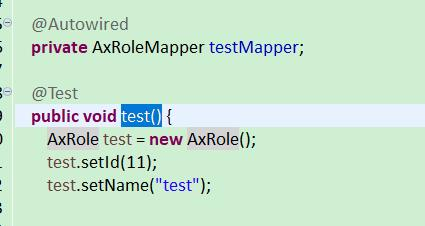 @Autowired
private AxRoleMapper testMapper;
@Test
public void test() {
AxRole test = new AxRole();
test.setId(11);
test.setName("test");